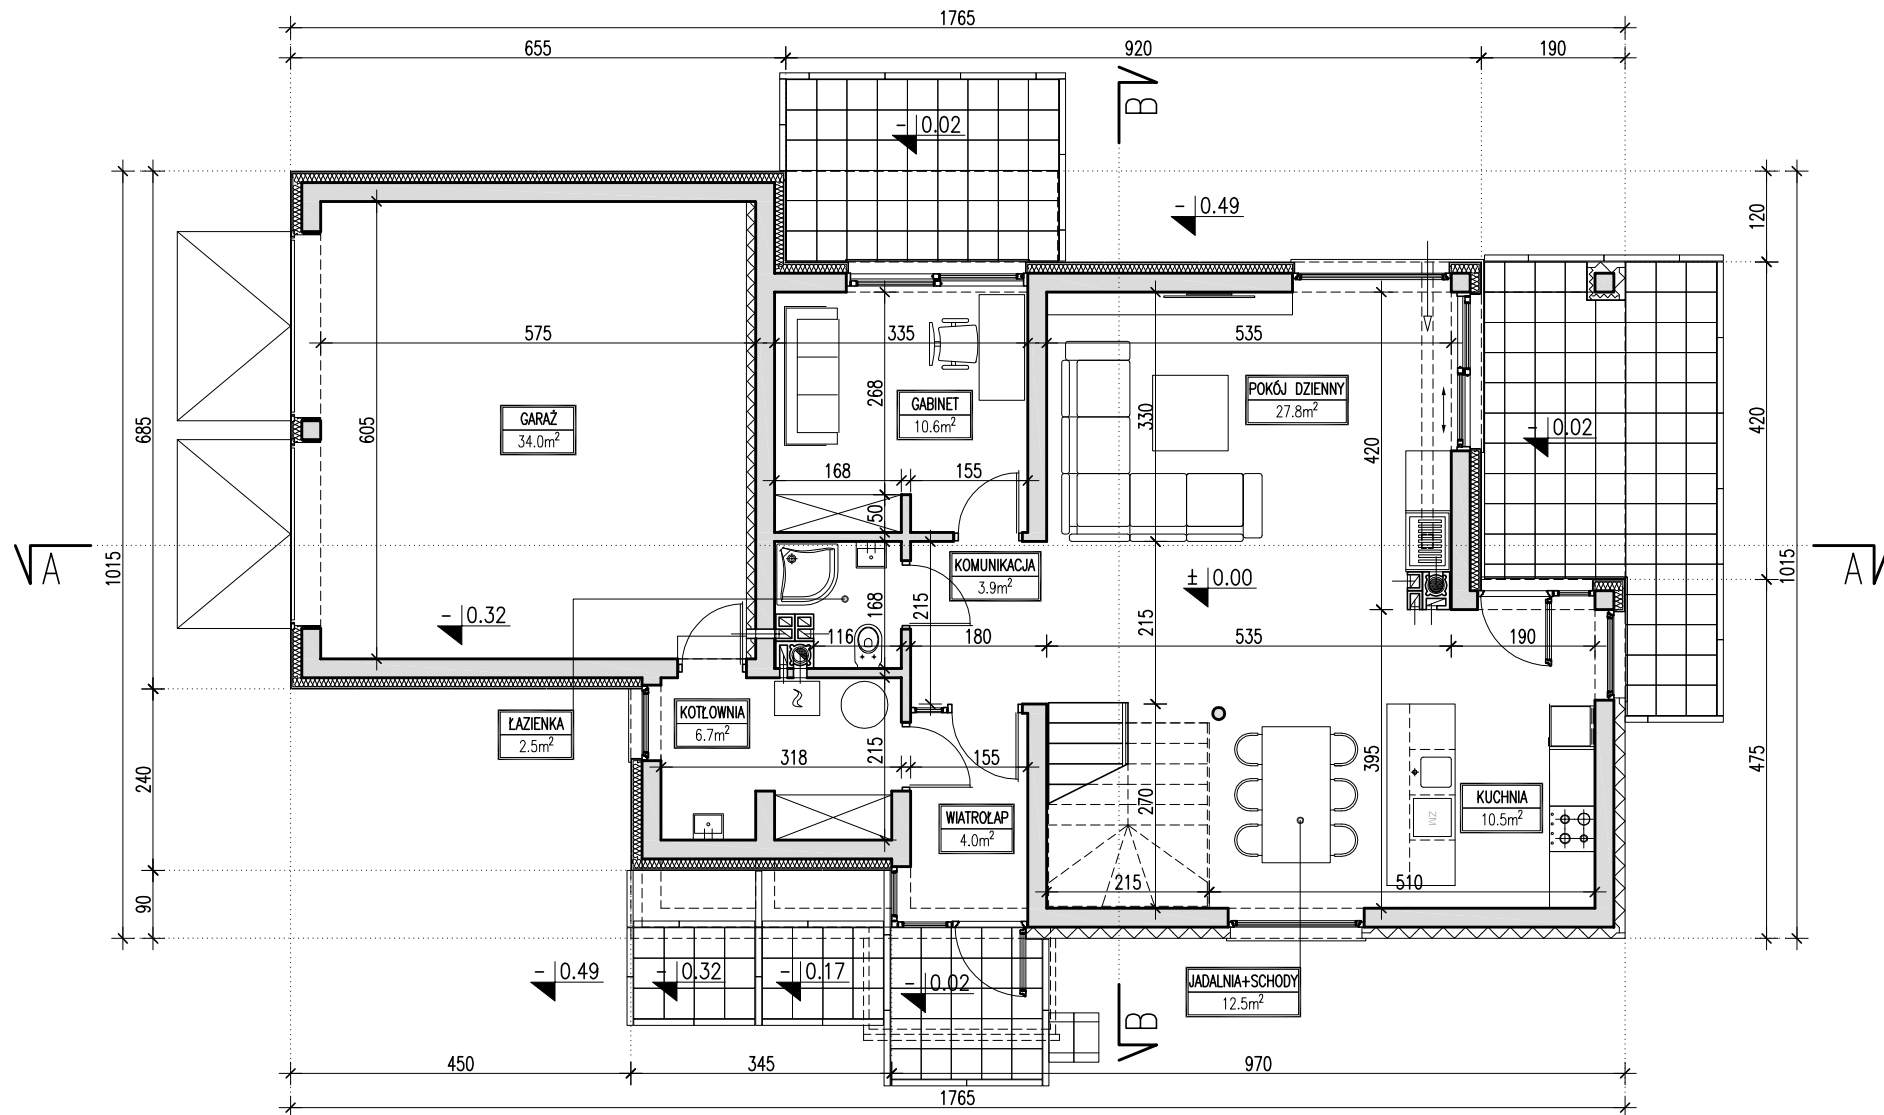 1765
655
920
190
B
- 0.02
- 0.49
120
575
335
535
268
330
GARAŻ
34.0m²
GABINET
10.6m²
POKÓJ DZIENNY
27.8m²
685
605
420
420
- 0.02
168
155
50
A
1015
KOMUNIKACJA
3.9m²
± 0.00
1015
A
- 0.32
168
215
215
116
180
535
190
ŁAZIENKA
2.5m²
KOTŁOWNIA
6.7m²
215
318
155
395
475
240
270
WIATROŁAP
4.0m²
KUCHNIA
10.5m²
ZM
90
215
510
- 0.49
- 0.32
- 0.17
- 0.02
JADALNIA+SCHODY
12.5m²
B
450
345
970
1765